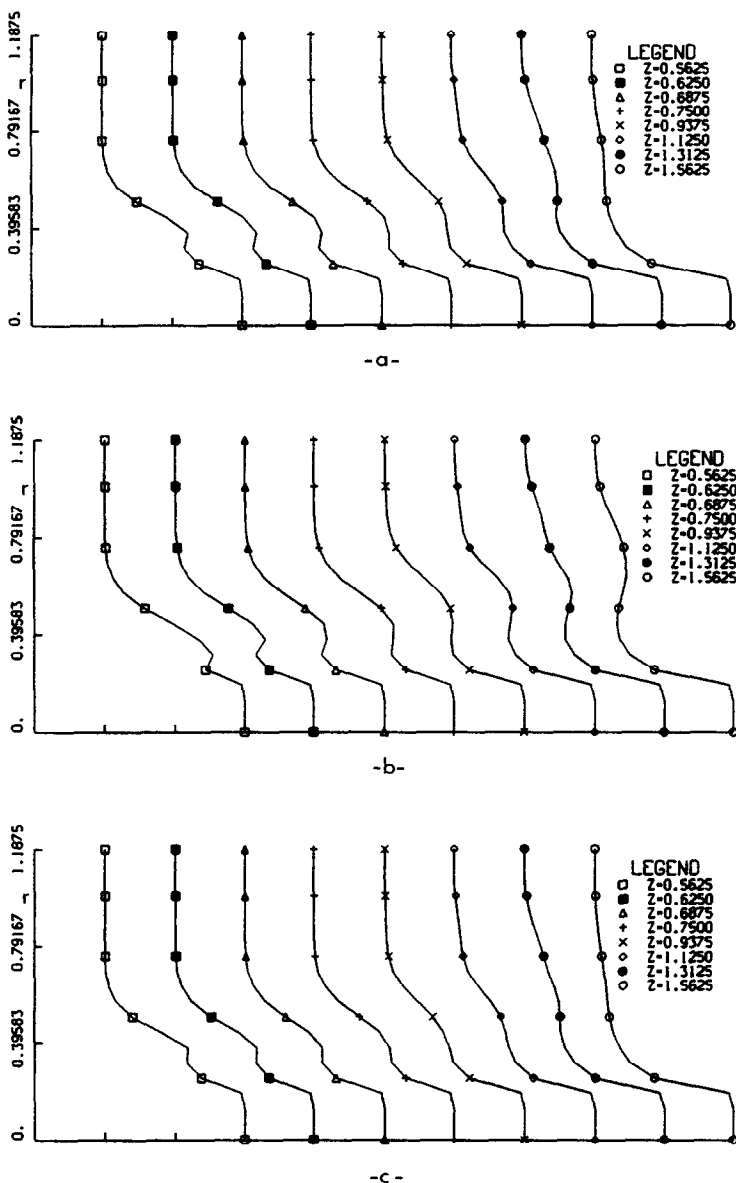 1.1875
r
0.79167
0.39583
0.
LEGEND
Z=0.5625
Z=0.6250
Z=0.6875
Z=0.7500
Z=0.9375
Z=1.1250
Z=1.3125
Z=1.5625
-a-
1.1875
r
0.79167
0.39583
0.
LEGEND
Z=0.5625
Z=0.6250
Z=0.6875
Z=0.7500
Z=0.9375
Z=1.1250
Z=1.3125
Z=1.5625
-b-
1.1875
r
0.79167
0.39583
0.
LEGEND
Z=0.5625
Z=0.6250
Z=0.6875
Z=0.7500
Z=0.9375
Z=1.1250
Z=1.3125
Z=1.5625
-c-